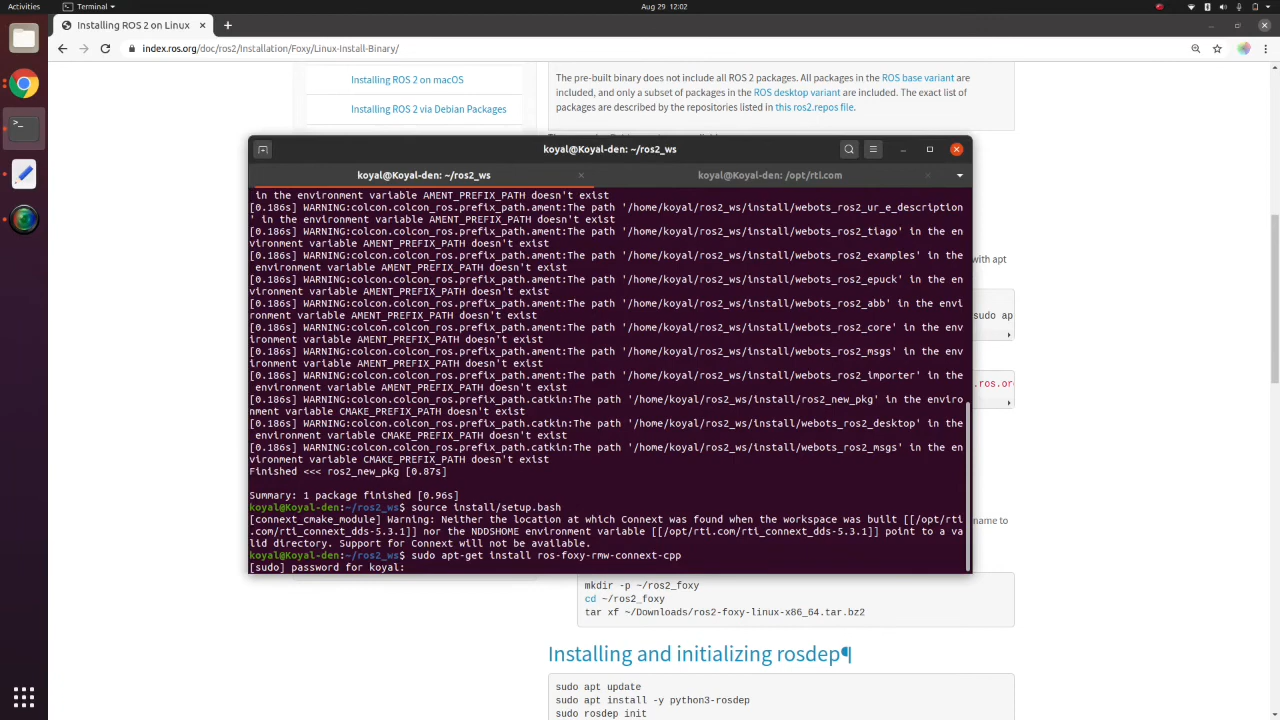 Activities
Terminal
Aug 29 12:02
Installing ROS 2 on Linux
index.ros.org/doc/ros2/Installation/Foxy/Linux-Install-Binary/
Installing ROS 2 on macOS
Installing ROS 2 via Debian Packages
The pre-built binary does not include all ROS 2 packages. All packages in the ROS base variant are
included, and only a subset of packages in the ROS desktop variant are included. The exact list of
packages are described by the repositories listed in this ros2.repos file.
koyal@Koyal-den: ~/ros2_ws
koyal@Koyal-den: ~/ros2_ws
koyal@Koyal-den: /opt/rti.com
in the environment variable AMENT_PREFIX_PATH doesn't exist
[0.186s] WARNING:colcon.colcon_ros.prefix_path.ament:The path '/home/koyal/ros2_ws/install/webots_ros2_ur_e_description
' in the environment variable AMENT_PREFIX_PATH doesn't exist
[0.186s] WARNING:colcon.colcon_ros.prefix_path.ament:The path '/home/koyal/ros2_ws/install/webots_ros2_tiago' in the en
vironment variable AMENT_PREFIX_PATH doesn't exist
[0.186s] WARNING:colcon.colcon_ros.prefix_path.ament:The path '/home/koyal/ros2_ws/install/webots_ros2_examples' in the
environment variable AMENT_PREFIX_PATH doesn't exist
[0.186s] WARNING:colcon.colcon_ros.prefix_path.ament:The path '/home/koyal/ros2_ws/install/webots_ros2_epuck' in the en
vironment variable AMENT_PREFIX_PATH doesn't exist
[0.186s] WARNING:colcon.colcon_ros.prefix_path.ament:The path '/home/koyal/ros2_ws/install/webots_ros2_abb' in the envi
ronment variable AMENT_PREFIX_PATH doesn't exist
[0.186s] WARNING:colcon.colcon_ros.prefix_path.ament:The path '/home/koyal/ros2_ws/install/webots_ros2_core' in the env
ironment variable AMENT_PREFIX_PATH doesn't exist
[0.186s] WARNING:colcon.colcon_ros.prefix_path.ament:The path '/home/koyal/ros2_ws/install/webots_ros2_msgs' in the env
ironment variable AMENT_PREFIX_PATH doesn't exist
[0.186s] WARNING:colcon.colcon_ros.prefix_path.ament:The path '/home/koyal/ros2_ws/install/webots_ros2_importer' in the
environment variable AMENT_PREFIX_PATH doesn't exist
[0.186s] WARNING:colcon.colcon_ros.prefix_path.catkin:The path '/home/koyal/ros2_ws/install/ros2_new_pkg' in the enviro
nment variable CMAKE_PREFIX_PATH doesn't exist
[0.186s] WARNING:colcon.colcon_ros.prefix_path.catkin:The path '/home/koyal/ros2_ws/install/webots_ros2_desktop' in the
environment variable CMAKE_PREFIX_PATH doesn't exist
[0.186s] WARNING:colcon.colcon_ros.prefix_path.catkin:The path '/home/koyal/ros2_ws/install/webots_ros2_msgs' in the en
vironment variable CMAKE_PREFIX_PATH doesn't exist
Finished <<< ros2_new_pkg [0.87s]
Summary: 1 package finished [0.96s]
koyal@Koyal-den:~/ros2_ws$ source install/setup.bash
[connext_cmake_module] Warning: Neither the location at which Connext was found when the workspace was built [[/opt/rti
.com/rti_connext_dds-5.3.1]] nor the NDDSHOME environment variable [[/opt/rti.com/rti_connext_dds-5.3.1]] point to a va
lid directory. Support for Connext will not be available.
koyal@Koyal-den:~/ros2_ws$ sudo apt-get install ros-foxy-rmw-connext-cpp
[sudo] password for koyal:
with apt
sudo ap
.ros.or
name to
mkdir -p ~/ros2_foxy
cd ~/ros2_foxy
tar xf ~/Downloads/ros2-foxy-linux-x86_64.tar.bz2
Installing and initializing rosdep¶
sudo apt update
sudo apt install -y python3-rosdep
sudo rosdep init